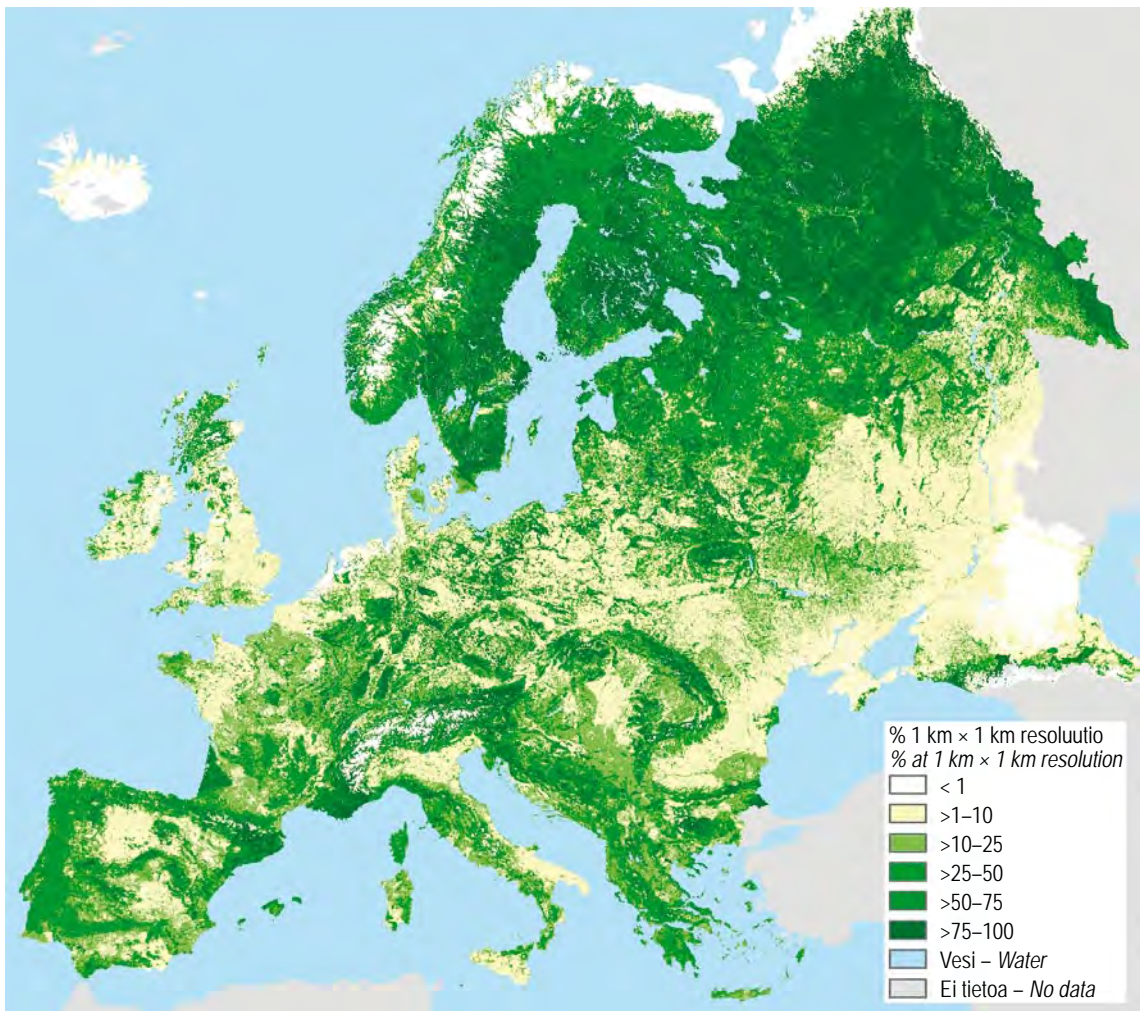 % 1 km × 1 km resoluutio
% at 1 km × 1 km resolution
< 1
>1–10
>10–25
>25–50
>50–75
>75–100
Vesi – Water
Ei tietoa – No data